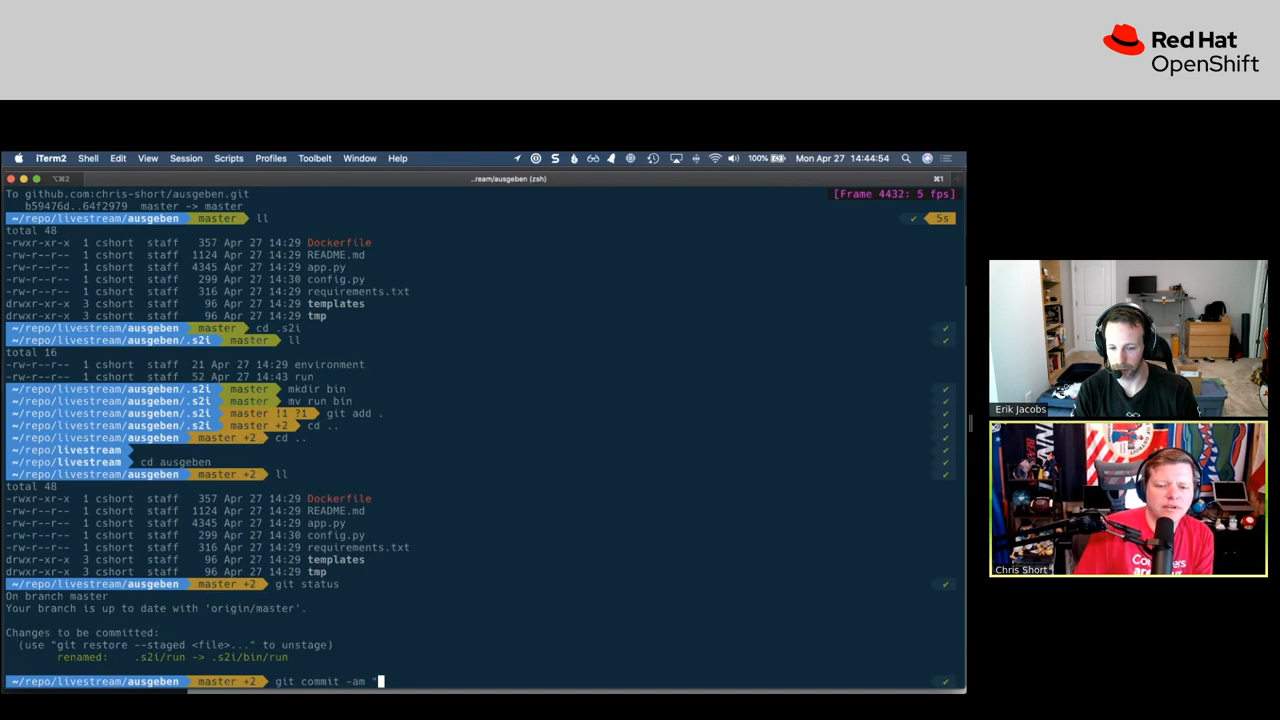 Red Hat
OpenShift
iTerm2 Shell Edit View Session Scripts Profiles Toolbelt Window Help 100% Mon Apr 27 14:44:54
⌥⌘2 ...ream/ausgeben (zsh) ⌘1
To github.com:chris-short/ausgeben.git [Frame 4432: 5 fps]
b59476d..64f2979 master -> master
~/repo/livestream/ausgeben master ll ✓ 5s
total 48
-rwxr-xr-x 1 cshort staff 357 Apr 27 14:29 Dockerfile
-rw-r--r-- 1 cshort staff 1124 Apr 27 14:29 README.md
-rw-r--r-- 1 cshort staff 4345 Apr 27 14:29 app.py
-rw-r--r-- 1 cshort staff 299 Apr 27 14:30 config.py
-rw-r--r-- 1 cshort staff 316 Apr 27 14:29 requirements.txt
drwxr-xr-x 3 cshort staff 96 Apr 27 14:29 templates
drwxr-xr-x 3 cshort staff 96 Apr 27 14:29 tmp
~/repo/livestream/ausgeben master cd .s2i ✓
~/repo/livestream/ausgeben/.s2i master ll ✓
total 16
-rw-r--r-- 1 cshort staff 21 Apr 27 14:29 environment
-rw-r--r-- 1 cshort staff 52 Apr 27 14:43 run
~/repo/livestream/ausgeben/.s2i master mkdir bin ✓
~/repo/livestream/ausgeben/.s2i master mv run bin ✓
~/repo/livestream/ausgeben/.s2i master !1 ?1 git add . ✓
~/repo/livestream/ausgeben/.s2i master +2 cd .. ✓
~/repo/livestream/ausgeben master +2 cd .. ✓
~/repo/livestream ✓
~/repo/livestream cd ausgeben ✓
~/repo/livestream/ausgeben master +2 ll ✓
total 48
-rwxr-xr-x 1 cshort staff 357 Apr 27 14:29 Dockerfile
-rw-r--r-- 1 cshort staff 1124 Apr 27 14:29 README.md
-rw-r--r-- 1 cshort staff 4345 Apr 27 14:29 app.py
-rw-r--r-- 1 cshort staff 299 Apr 27 14:30 config.py
-rw-r--r-- 1 cshort staff 316 Apr 27 14:29 requirements.txt
drwxr-xr-x 3 cshort staff 96 Apr 27 14:29 templates
drwxr-xr-x 3 cshort staff 96 Apr 27 14:29 tmp
~/repo/livestream/ausgeben master +2 git status ✓
On branch master
Your branch is up to date with 'origin/master'.
Changes to be committed:
(use "git restore --staged <file>..." to unstage)
renamed: .s2i/run -> .s2i/bin/run
~/repo/livestream/ausgeben master +2 git commit -am " ✓
Erik Jacobs
Chris Short